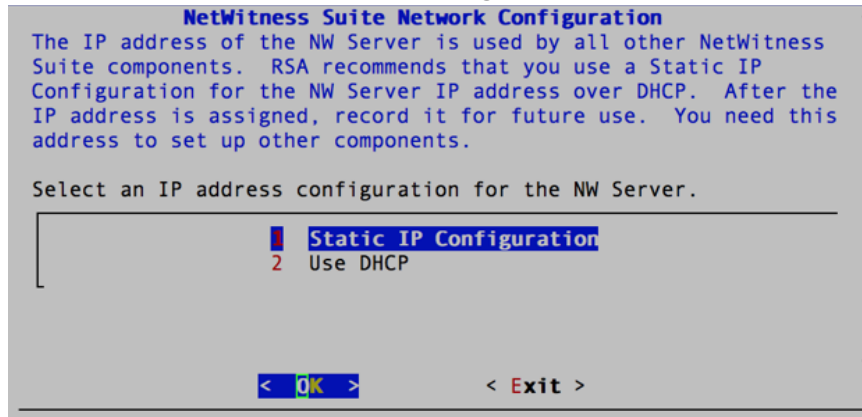 NetWitness Suite Network Configuration
The IP address of the NW Server is used by all other NetWitness
Suite components.  RSA recommends that you use a Static IP
Configuration for the NW Server IP address over DHCP.  After the
IP address is assigned, record it for future use.  You need this
address to set up other components.
Select an IP address configuration for the NW Server.
1 Static IP Configuration
2 Use DHCP
< OK > < Exit >